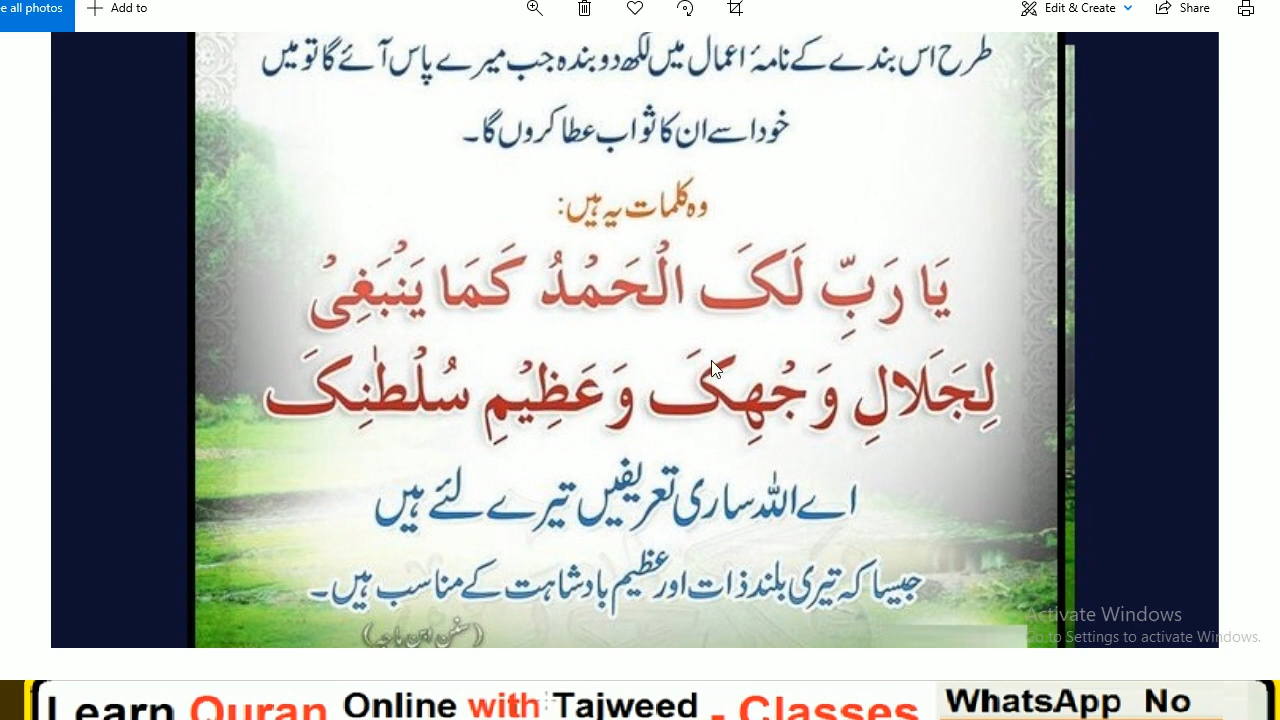 e all photos
Add to
Edit & Create
Share
طرح اس بندے کے نامۂ اعمال میں لکھ دو بندہ جب میرے پاس آئے گا تو میں
خود اسے ان کا ثواب عطا کروں گا۔
وہ کلمات یہ ہیں:
يَا رَبِّ لَکَ الْحَمْدُ كَمَا يَنْبَغِيْ
لِجَلَالِ وَجْهِکَ وَعَظِيْمِ سُلْطٰنِکَ
اے اللہ ساری تعریفیں تیرے لئے ہیں
جیسا کہ تیری بلند ذات اور عظیم بادشاہت کے مناسب ہیں۔
(سنن ابن ماجہ)
Activate Windows
Go to Settings to activate Windows.
Learn Quran Online with Tajweed - Classes WhatsApp No